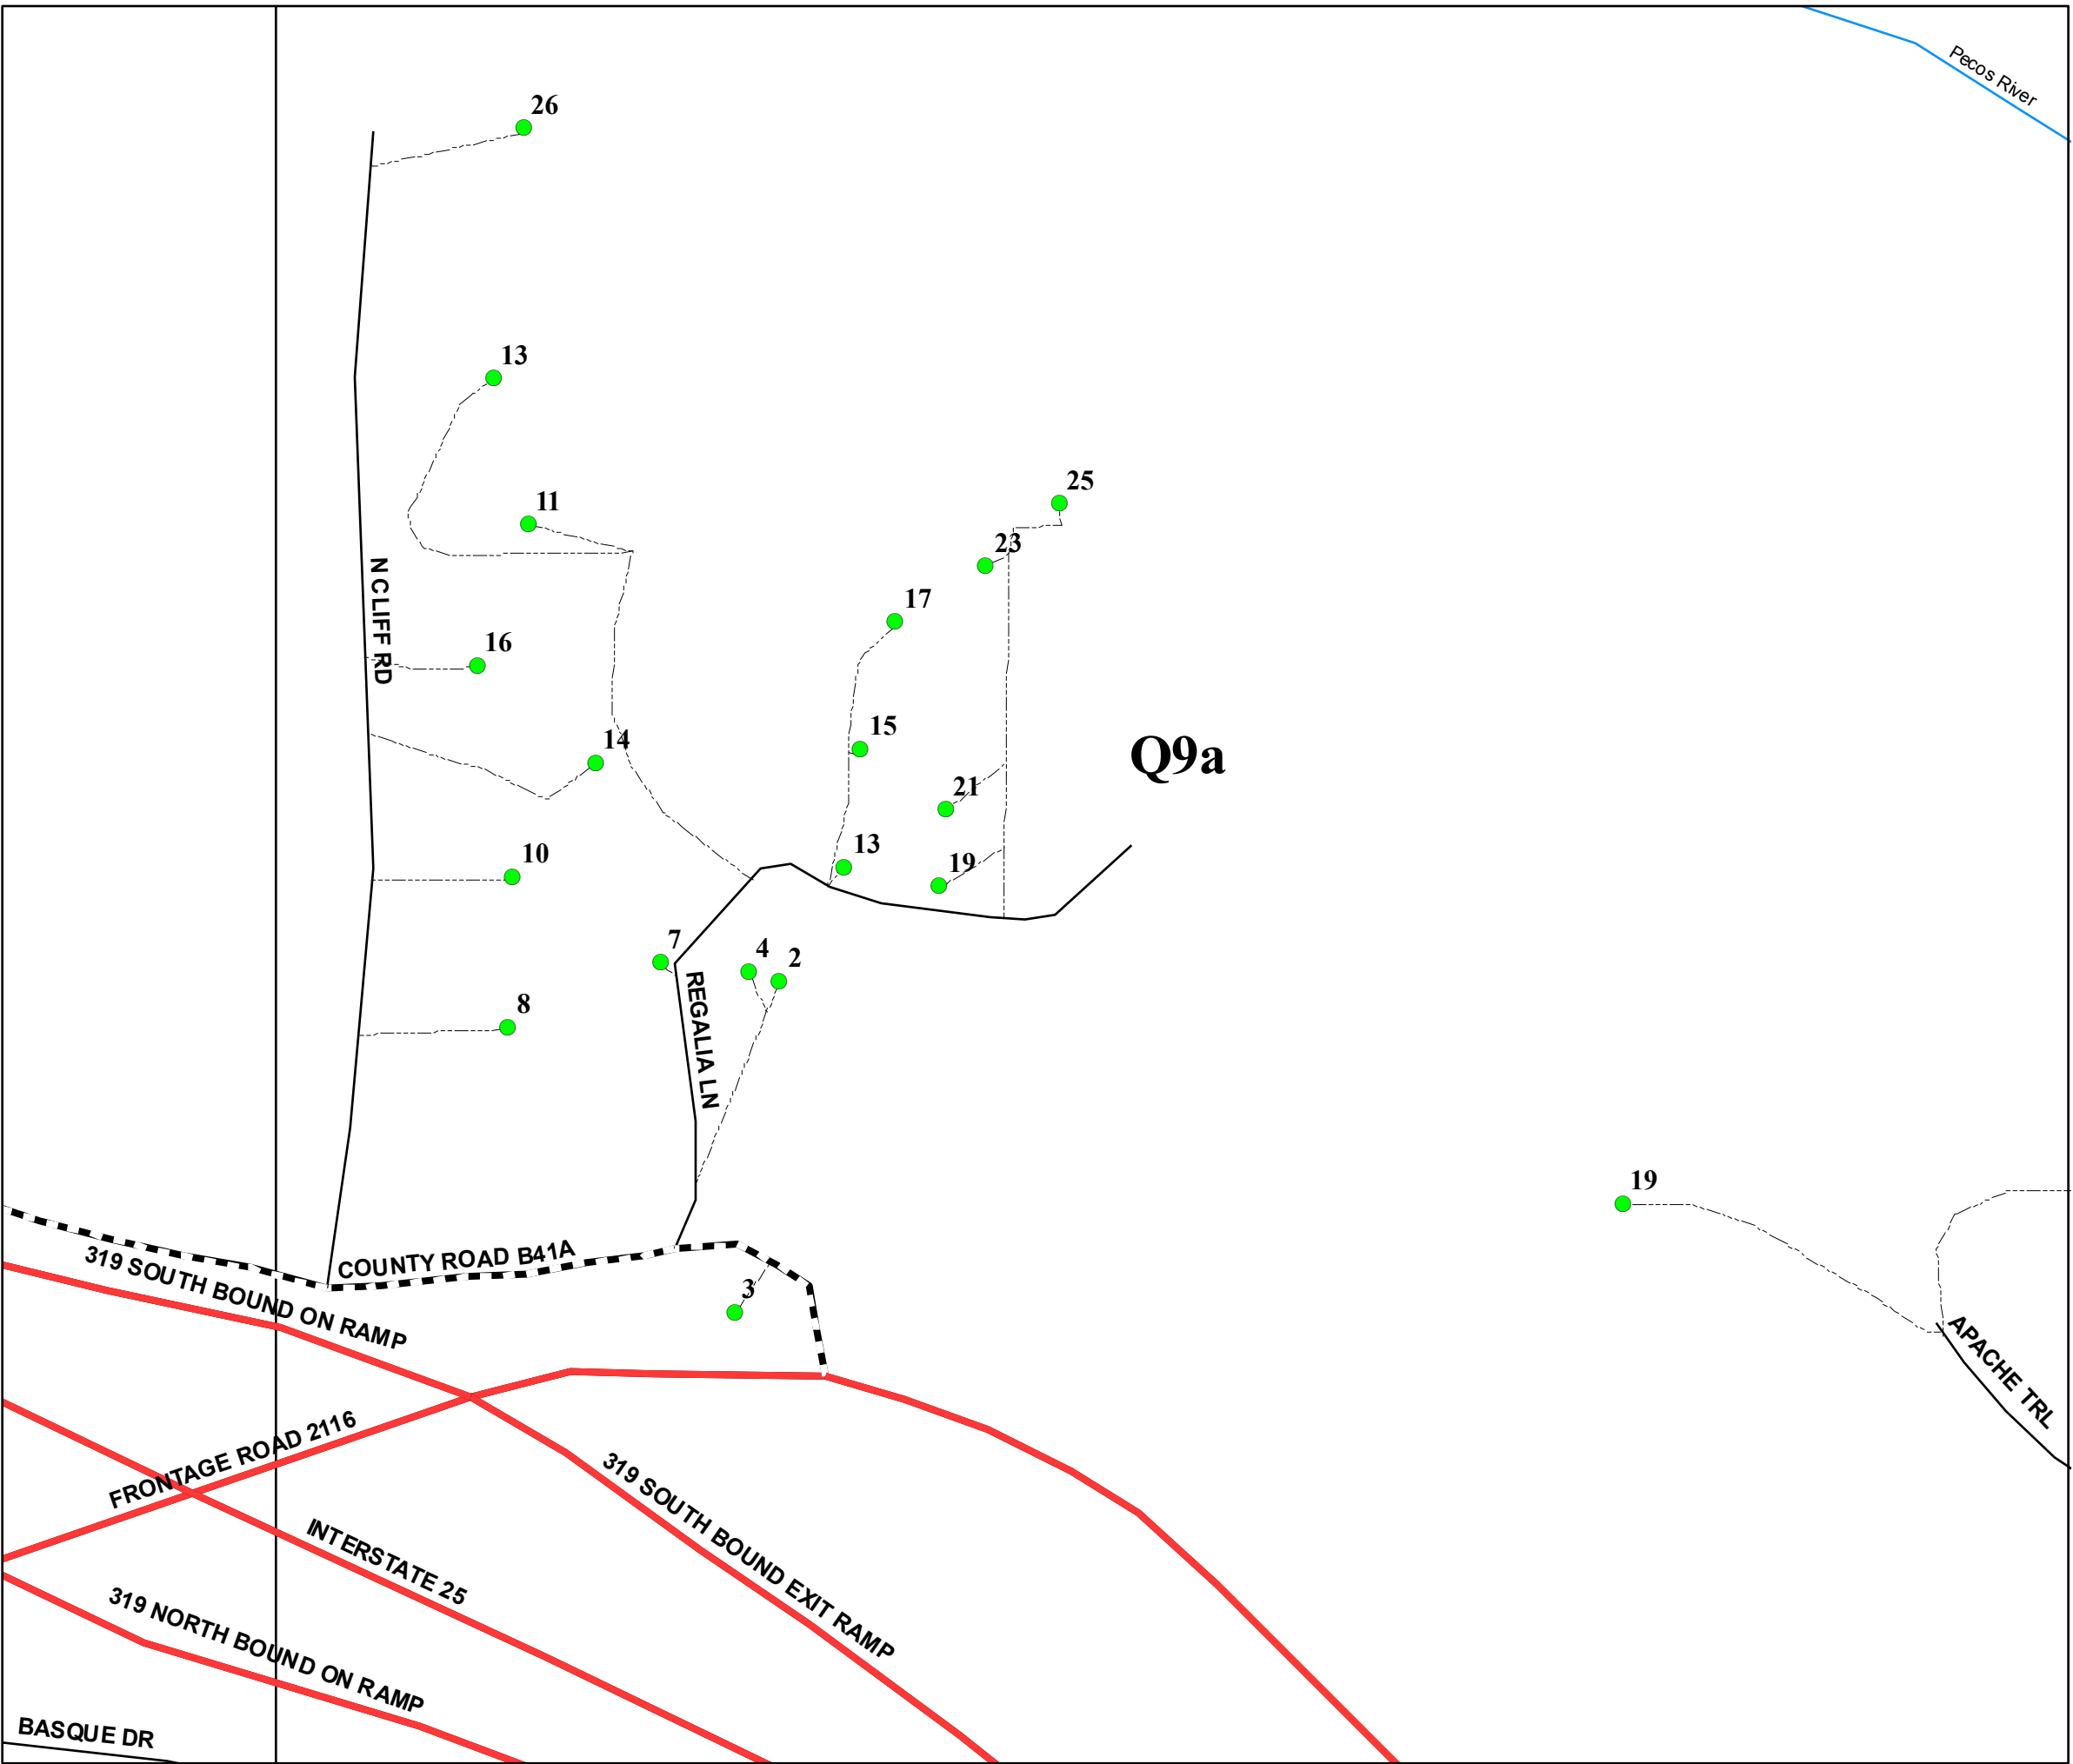 Pecos River
26
13
25
11
23
17
16
N CLIFF RD
14
15
Q9a
21
13
19
10
7
4
2
REGALIA LN
8
19
COUNTY ROAD B41A
319 SOUTH BOUND ON RAMP
3
APACHE TRL
FRONTAGE ROAD 2116
319 SOUTH BOUND EXIT RAMP
INTERSTATE 25
319 NORTH BOUND ON RAMP
BASQUE DR